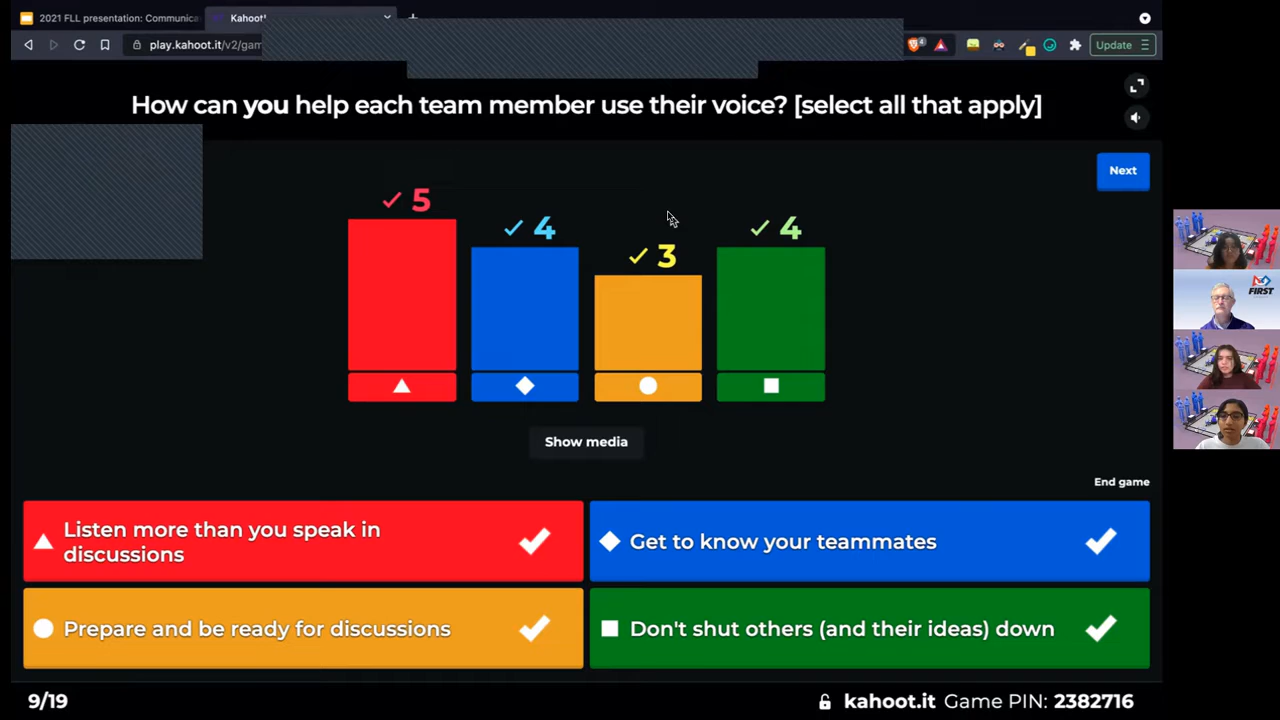 2021 FLL presentation: Communica
Kahoot!
play.kahoot.it/v2/gam
4
Update
How can you help each team member use their voice? [select all that apply]
Next
5
4
3
4
FIRST
Show media
End game
Listen more than you speak in
discussions
Get to know your teammates
Prepare and be ready for discussions
Don't shut others (and their ideas) down
9/19
kahoot.it Game PIN: 2382716